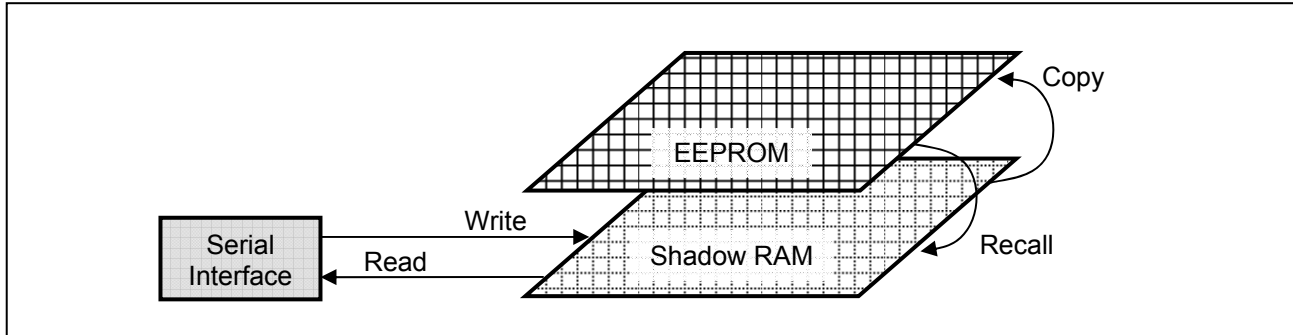 Copy
EEPROM
Write
Serial
Interface
Read
Shadow RAM
Recall